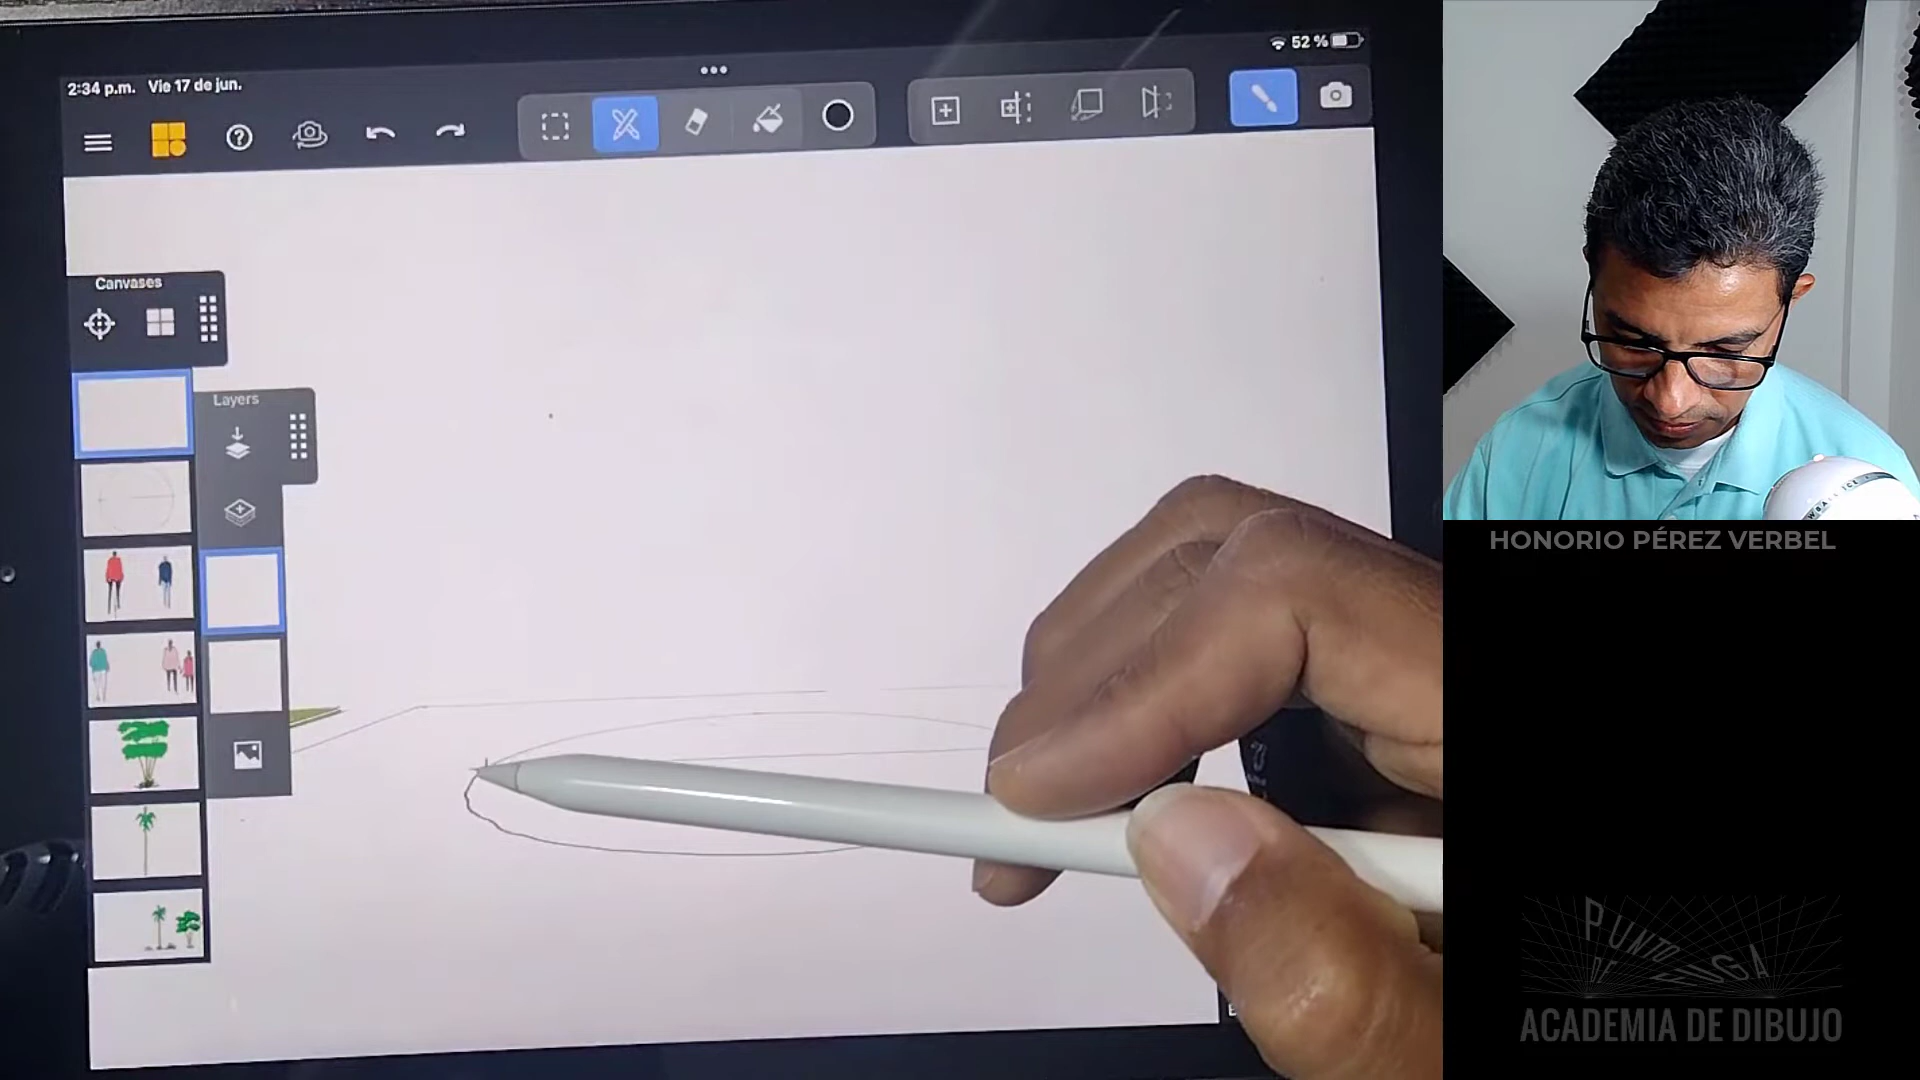 2:34 p.m. Vie 17 de jun.
52 %
Canvases
Layers
HONORIO PÉREZ VERBEL
PUNTO
DE FUGA
ACADEMIA DE DIBUJO